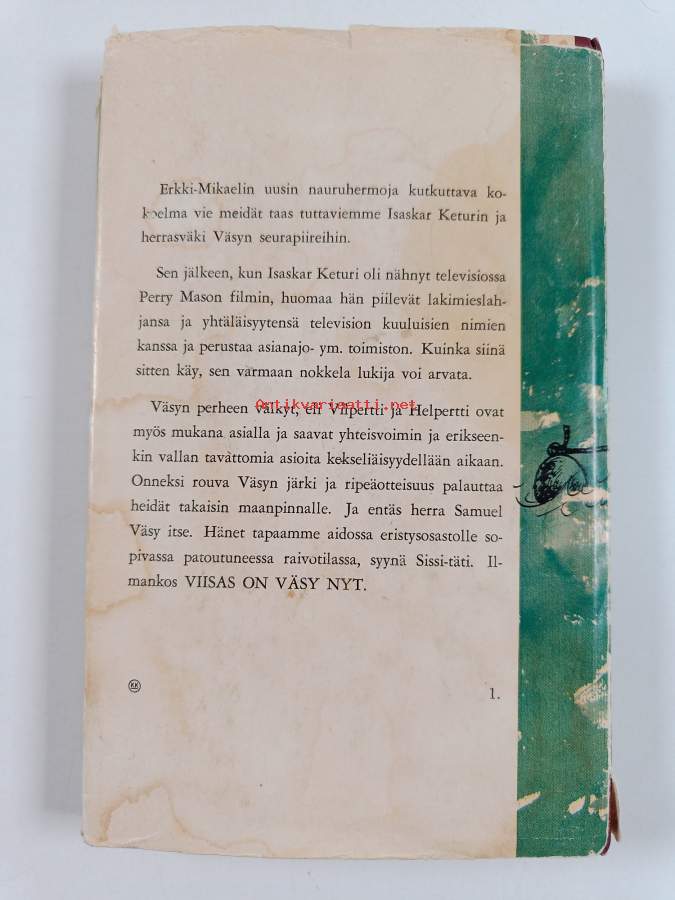 Erkki-Mikaelin uusin nauruhermoja kutkuttava ko-
koelma vie meidät taas tuttaviemme Isaskar Keturin ja
herrasväki Väsyn seurapiireihin.
Sen jälkeen, kun Isaskar Keturi oli nähnyt televisiossa
Perry Mason filmin, huomaa hän piilevät lakimieslah-
jansa ja yhtäläisyytensä television kuuluisien nimien
kanssa ja perustaa asianajo- ym. toimiston. Kuinka siinä
sitten käy, sen varmaan nokkela lukija voi arvata.
Väsyn perheen välkyt, eli Vilpertti ja Helpertti ovat
Antikvariaatti.net
myös mukana asialla ja saavat yhteisvoimin ja erikseen-
kin vallan tavattomia asioita kekseliäisyydellään aikaan.
Onneksi rouva Väsyn järki ja ripeäotteisuus palauttaa
heidät takaisin maanpinnalle. Ja entäs herra Samuel
Väsy itse. Hänet tapaamme aidossa eristysosastolle so-
pivassa patoutuneessa raivotilassa, syynä Sissi-täti. Il-
mankos VIISAS ON VÄSY NYT.
KK
1.